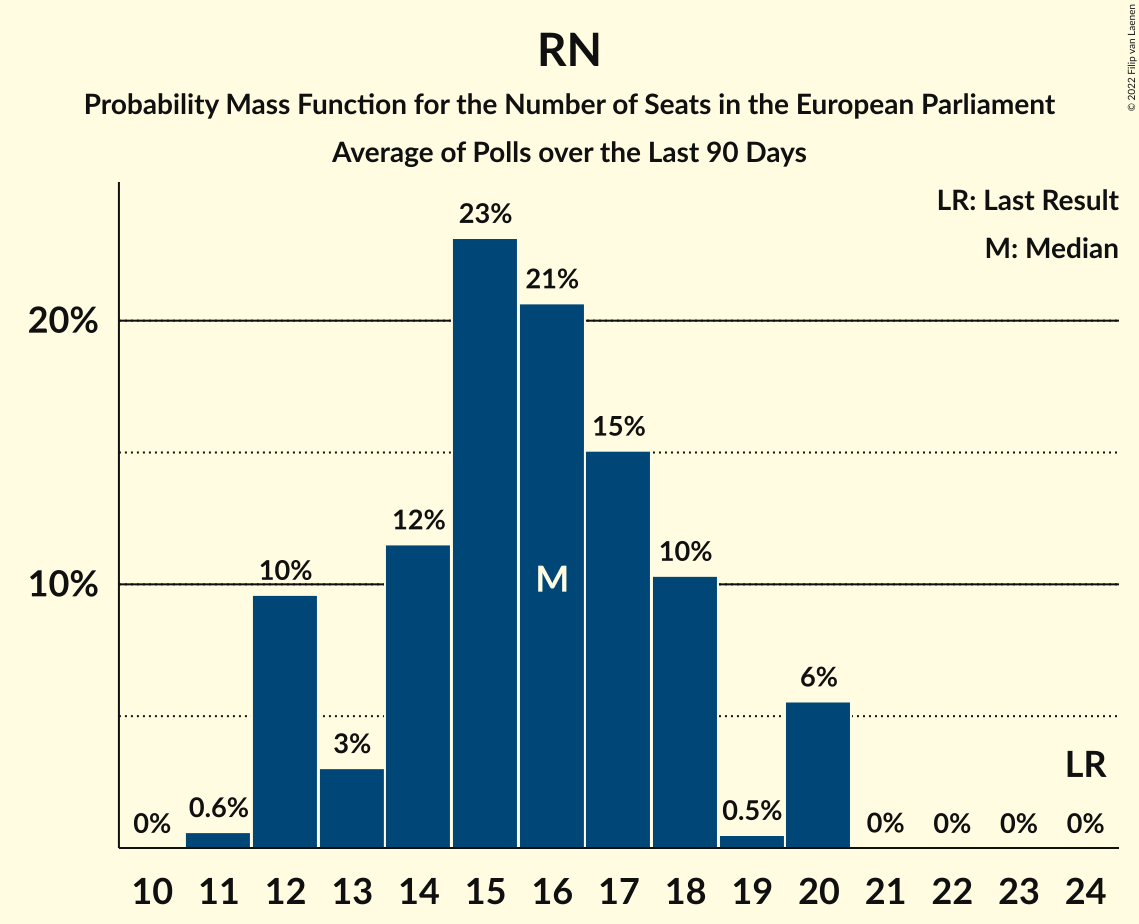 RN
Probability Mass Function for the Number of Seats in the European Parliament
Average of Polls over the Last 90 Days
© 2022 Filip van Laenen
LR: Last Result
M: Median
20%
10%
0%
0.6%
10%
3%
12%
23%
21%
15%
10%
0.5%
6%
0%
0%
0%
0%
M
LR
10 11 12 13 14 15 16 17 18 19 20 21 22 23 24